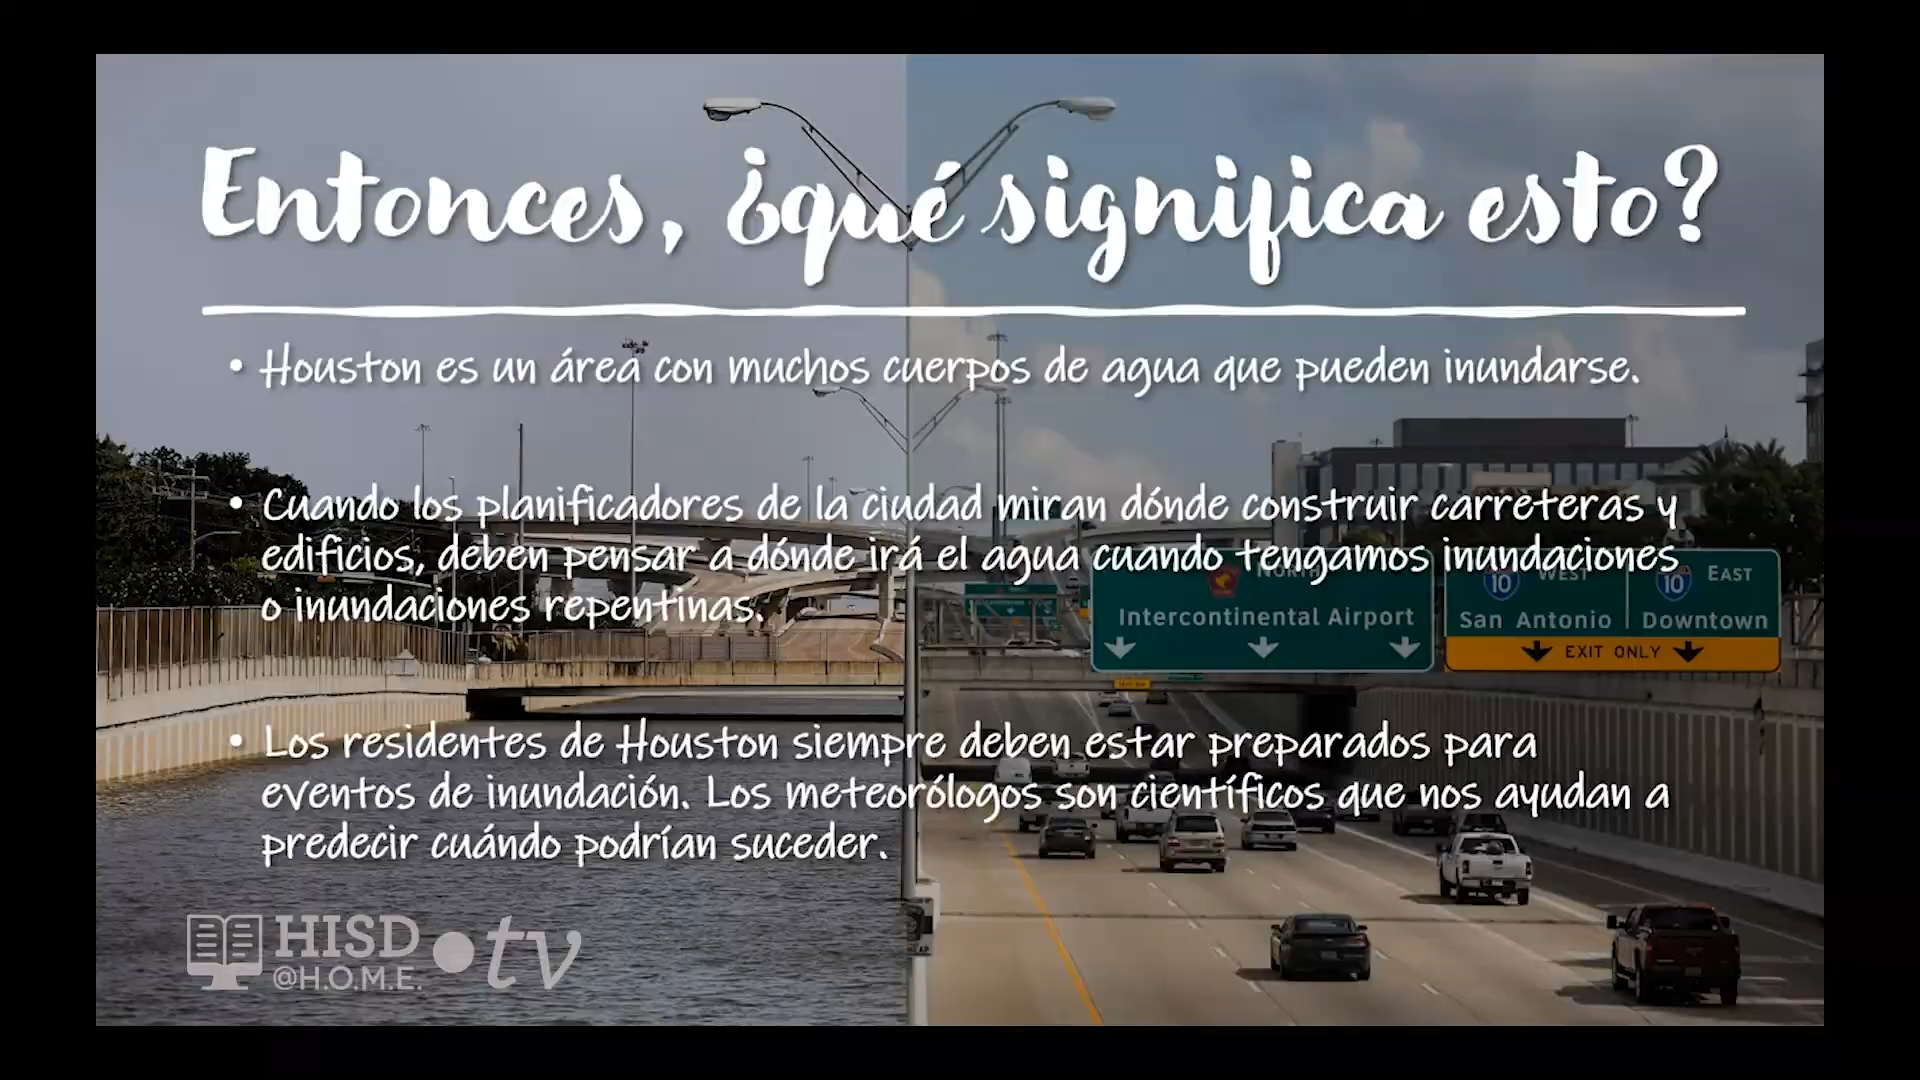 Entonces, ¿qué significa esto?
• Houston es un área con muchos cuerpos de agua que pueden inundarse.
• Cuando los planificadores de la ciudad miran dónde construir carreteras y
edificios, deben pensar a dónde irá el agua cuando tengamos inundaciones
o inundaciones repentinas.
NORTH
10 WEST
10 EAST
Intercontinental Airport
San Antonio
Downtown
EXIT ONLY
• Los residentes de Houston siempre deben estar preparados para
eventos de inundación. Los meteorólogos son científicos que nos ayudan a
predecir cuándo podrían suceder.
HISD
@H.O.M.E.
tv